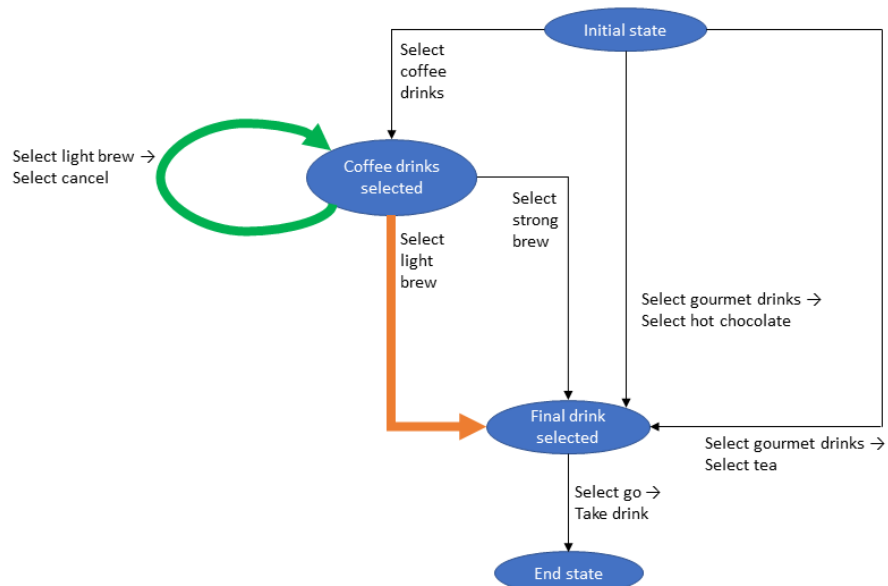 Initial state
Select
coffee
drinks
Select light brew →
Select cancel
Coffee drinks
selected
Select
strong
brew
Select
light
brew
Select gourmet drinks →
Select hot chocolate
Final drink
selected
Select gourmet drinks →
Select tea
Select go →
Take drink
End state